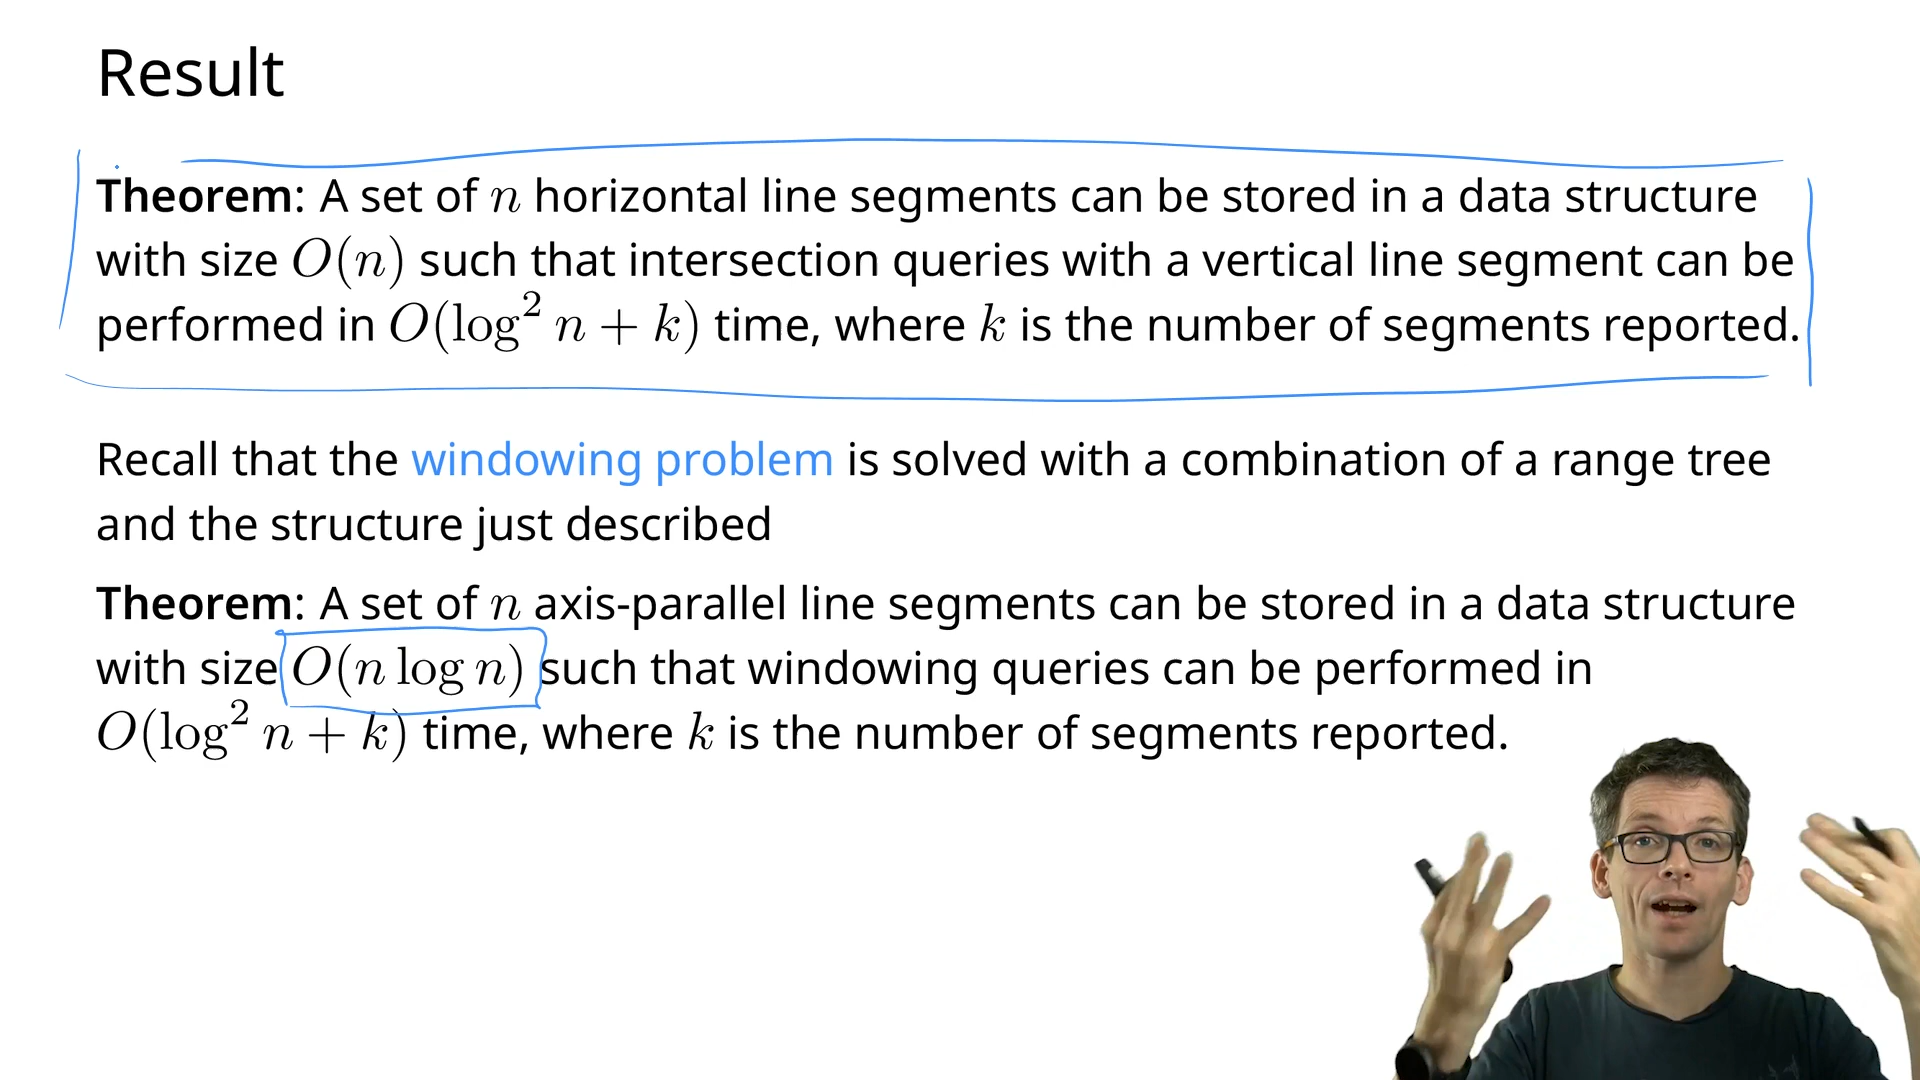 Result
Theorem: A set of n horizontal line segments can be stored in a data structure
with size O(n) such that intersection queries with a vertical line segment can be
performed in O(log² n + k) time, where k is the number of segments reported.
Recall that the windowing problem is solved with a combination of a range tree
and the structure just described
Theorem: A set of n axis-parallel line segments can be stored in a data structure
with size O(n log n) such that windowing queries can be performed in
O(log² n + k) time, where k is the number of segments reported.